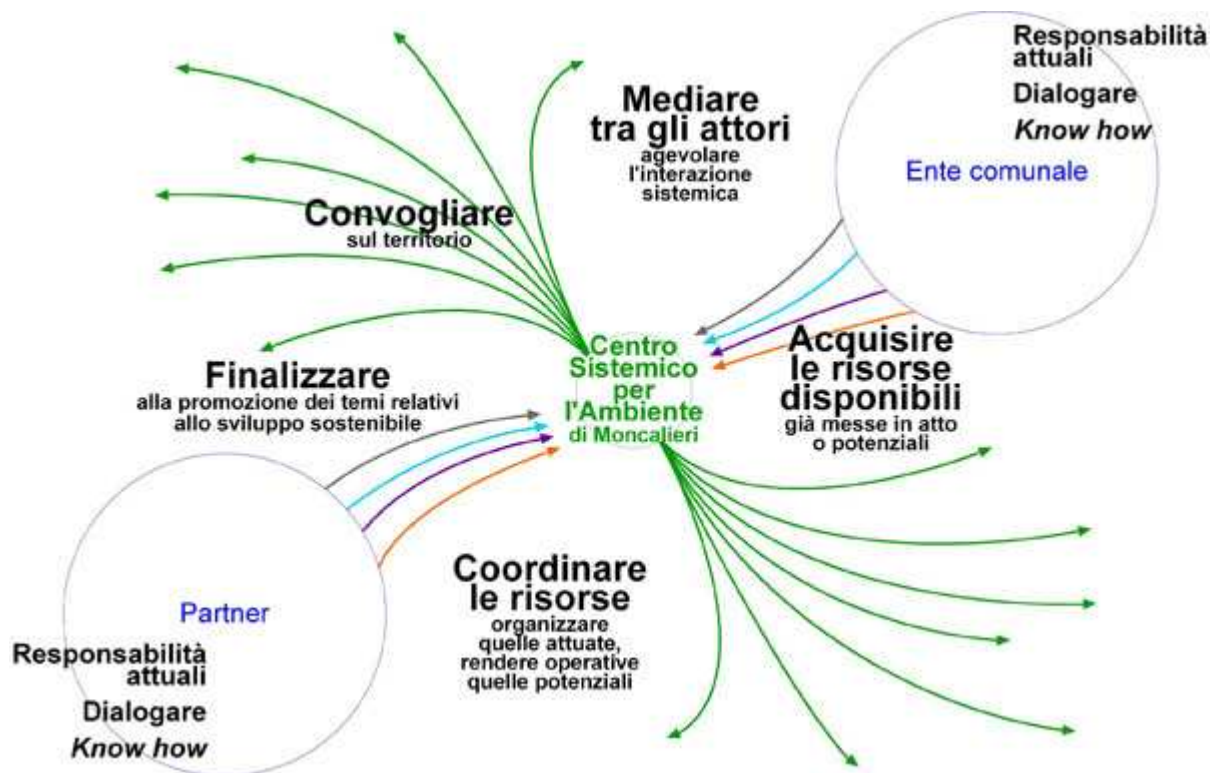 Responsabilità
attuali
Dialogare
Know how
Ente comunale
Mediare
tra gli attori
agevolare
l'interazione
sistemica
Convogliare
sul territorio
Centro
Sistemico
per
l'Ambiente
di Moncalieri
Acquisire
le risorse
disponibili
già messe in atto
o potenziali
Finalizzare
alla promozione dei temi relativi
allo sviluppo sostenibile
Coordinare
le risorse
organizzare
quelle attuate,
rendere operative
quelle potenziali
Partner
Responsabilità
attuali
Dialogare
Know how